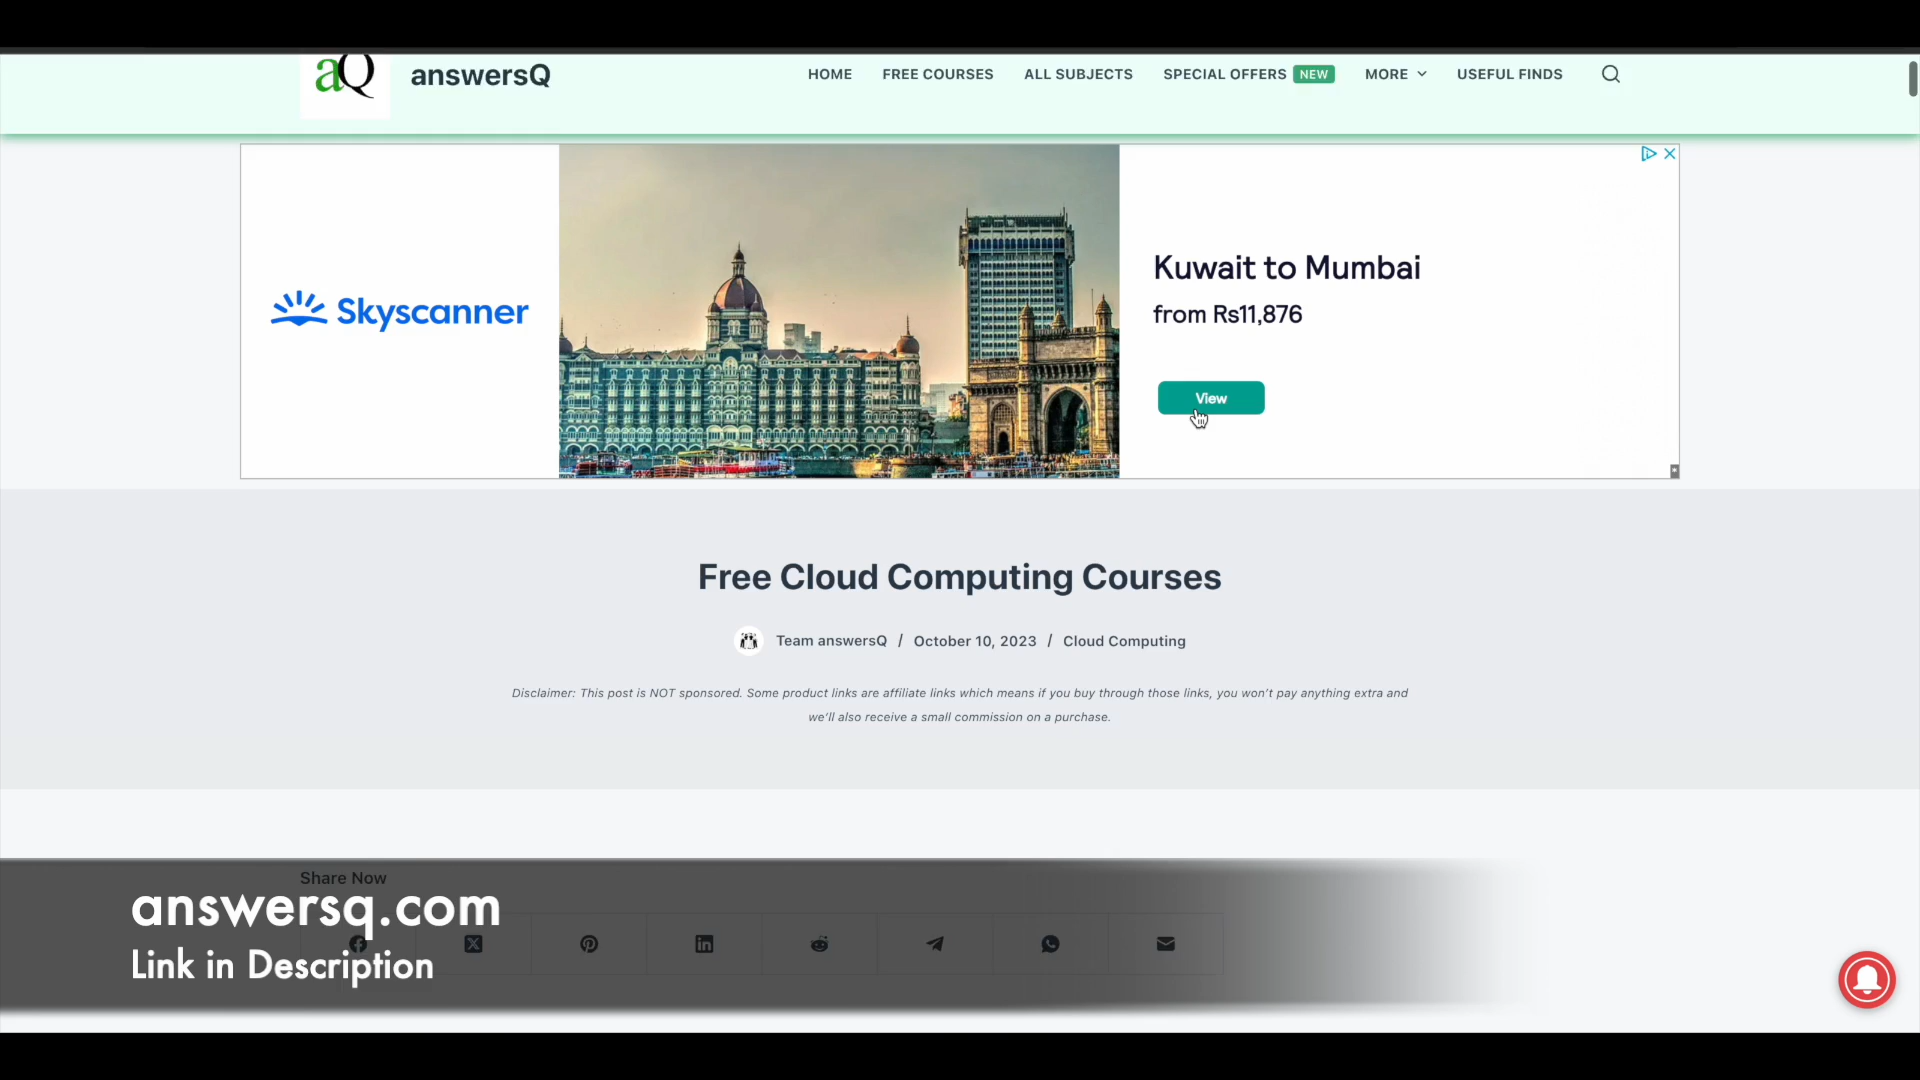 aQ answersQ HOME FREE COURSES ALL SUBJECTS SPECIAL OFFERS NEW MORE USEFUL FINDS
Skyscanner
Kuwait to Mumbai
from Rs11,876
View
Free Cloud Computing Courses
Team answersQ / October 10, 2023 / Cloud Computing
Disclaimer: This post is NOT sponsored. Some product links are affiliate links which means if you buy through those links, you won't pay anything extra and
we'll also receive a small commission on a purchase.
Share Now
answersq.com
Link in Description